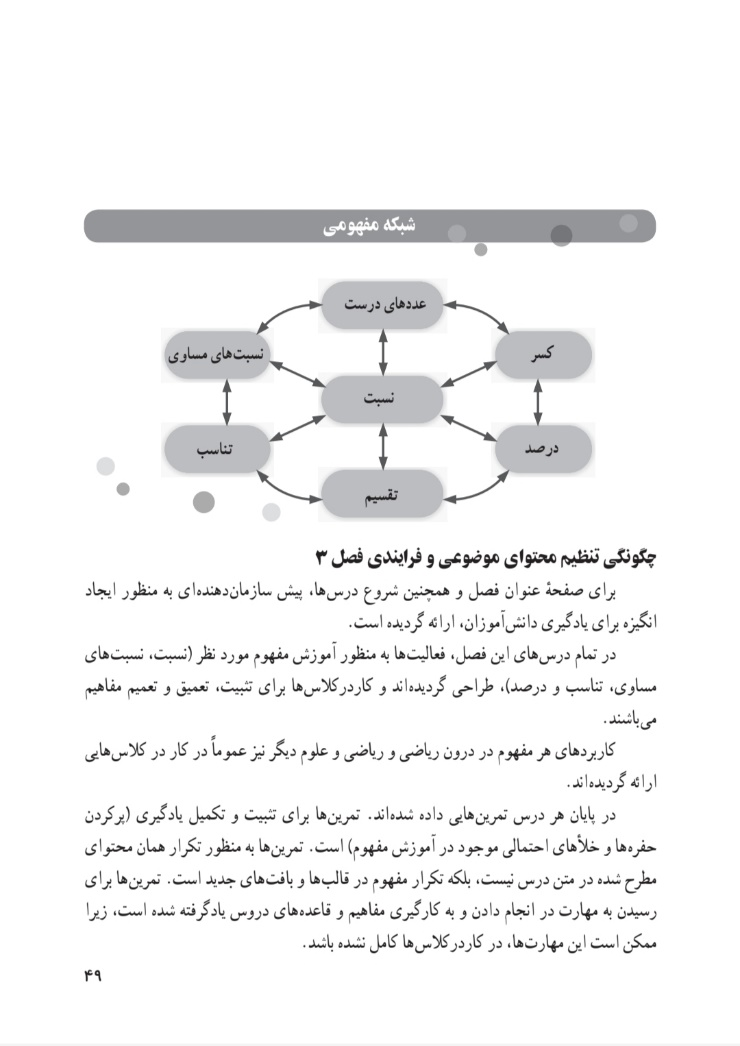 شبکه مفهومی
عددهای درست
نسبت‌های مساوی
کسر
نسبت
تناسب
درصد
تقسیم
چگونگی تنظیم محتوای موضوعی و فرایندی فصل ۳
برای صفحهٔ عنوان فصل و همچنین شروع درس‌ها، پیش سازمان‌دهنده‌ای به منظور ایجاد
انگیزه برای یادگیری دانش‌آموزان، ارائه گردیده است.
در تمام درس‌های این فصل، فعالیت‌ها به منظور آموزش مفهوم مورد نظر (نسبت، نسبت‌های
مساوی، تناسب و درصد)، طراحی گردیده‌اند و کاردرکلاس‌ها برای تثبیت، تعمیق و تعمیم مفاهیم
می‌باشند.
کاربردهای هر مفهوم در درون ریاضی و ریاضی و علوم دیگر نیز عموماً در کار در کلاس‌هایی
ارائه گردیده‌اند.
در پایان هر درس تمرین‌هایی داده شده‌اند. تمرین‌ها برای تثبیت و تکمیل یادگیری (پرکردن
حفره‌ها و خلأهای احتمالی موجود در آموزش مفهوم) است. تمرین‌ها به منظور تکرار همان محتوای
مطرح شده در متن درس نیست، بلکه تکرار مفهوم در قالب‌ها و بافت‌های جدید است. تمرین‌ها برای
رسیدن به مهارت در انجام دادن و به کارگیری مفاهیم و قاعده‌های دروس یادگرفته شده است، زیرا
ممکن است این مهارت‌ها، در کاردرکلاس‌ها کامل نشده باشد.
۴۹